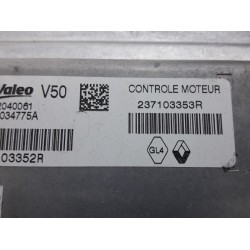 Valeo V50
CONTROLE MOTEUR
2040061
237103353R
034775A
03352R
GL4